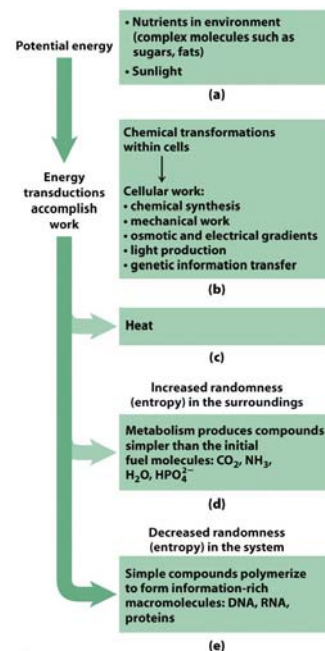 Potential energy
• Nutrients in environment
(complex molecules such as
sugars, fats)
• Sunlight
(a)
Energy
transductions
accomplish
work
Chemical transformations
within cells
Cellular work:
• chemical synthesis
• mechanical work
• osmotic and electrical gradients
• light production
• genetic information transfer
(b)
Heat
(c)
Increased randomness
(entropy) in the surroundings
Metabolism produces compounds
simpler than the initial
fuel molecules: CO₂, NH₃,
H₂O, HPO₄²⁻
(d)
Decreased randomness
(entropy) in the system
Simple compounds polymerize
to form information-rich
macromolecules: DNA, RNA,
proteins
(e)